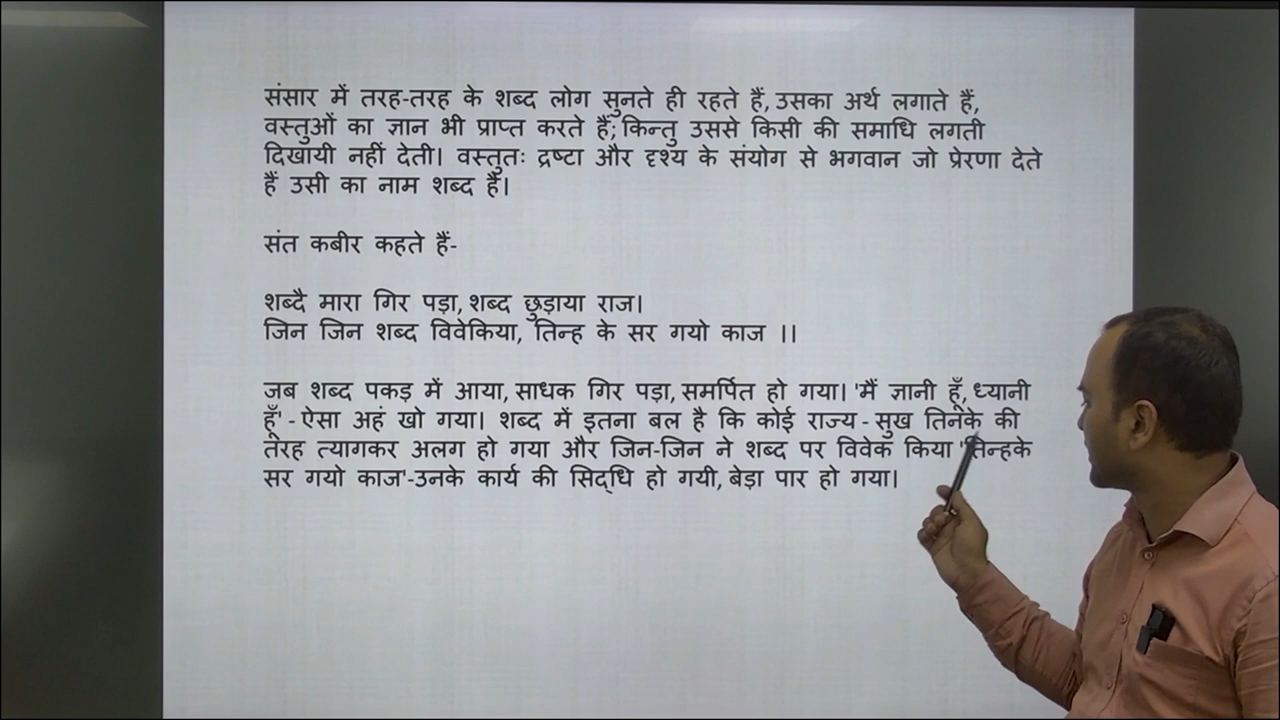 संसार में तरह-तरह के शब्द लोग सुनते ही रहते हैं, उसका अर्थ लगाते हैं,
वस्तुओं का ज्ञान भी प्राप्त करते हैं; किन्तु उससे किसी की समाधि लगती
दिखायी नहीं देती। वस्तुतः द्रष्टा और दृश्य के संयोग से भगवान जो प्रेरणा देते
हैं उसी का नाम शब्द है।
संत कबीर कहते हैं-
शब्दै मारा गिर पड़ा, शब्द छुड़ाया राज।
जिन जिन शब्द विवेकिया, तिन्ह के सर गयो काज ।।
जब शब्द पकड़ में आया, साधक गिर पड़ा, समर्पित हो गया। 'मैं ज्ञानी हूँ, ध्यानी
हूँ' - ऐसा अहं खो गया। शब्द में इतना बल है कि कोई राज्य - सुख तिनके की
तरह त्यागकर अलग हो गया और जिन-जिन ने शब्द पर विवेक किया 'तिन्हके
सर गयो काज'-उनके कार्य की सिद्धि हो गयी, बेड़ा पार हो गया।